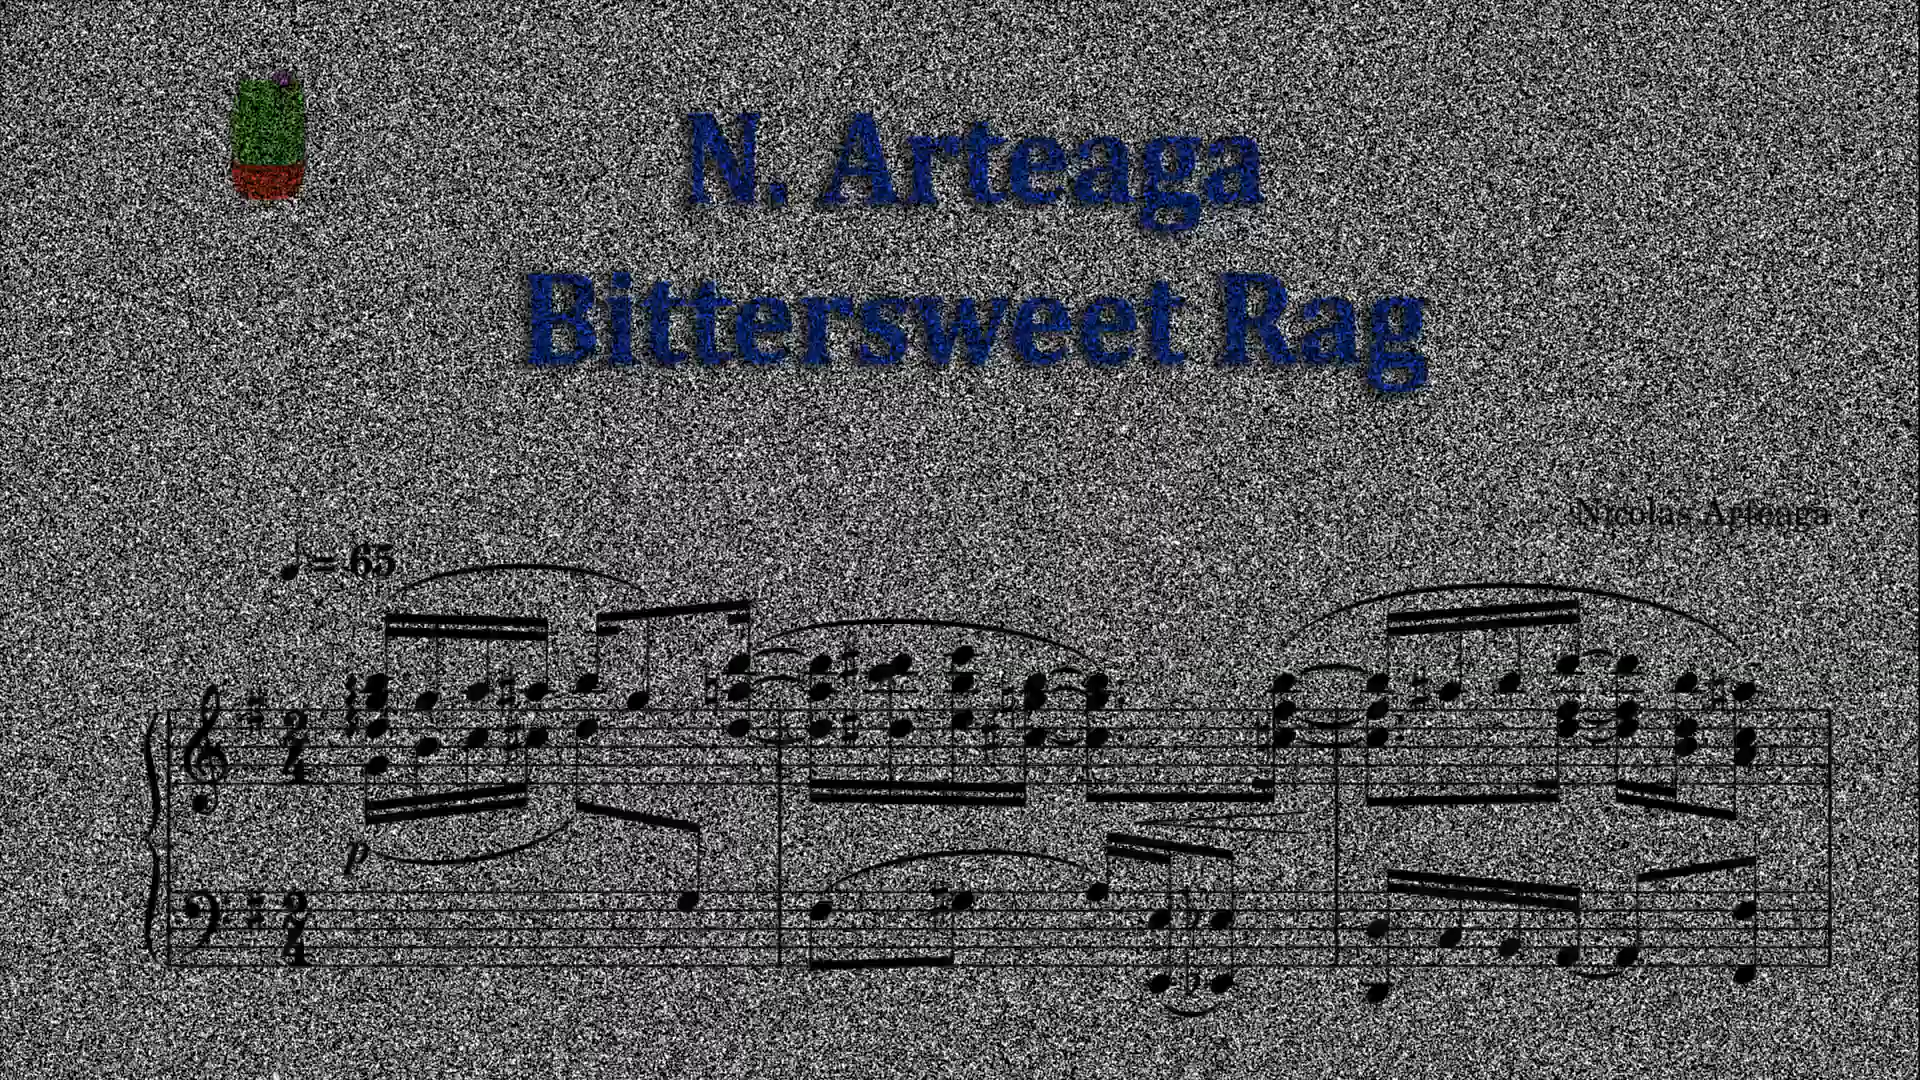 N. Arteaga
Bittersweet Rag
Nicolas Arteaga
♩= 65
p